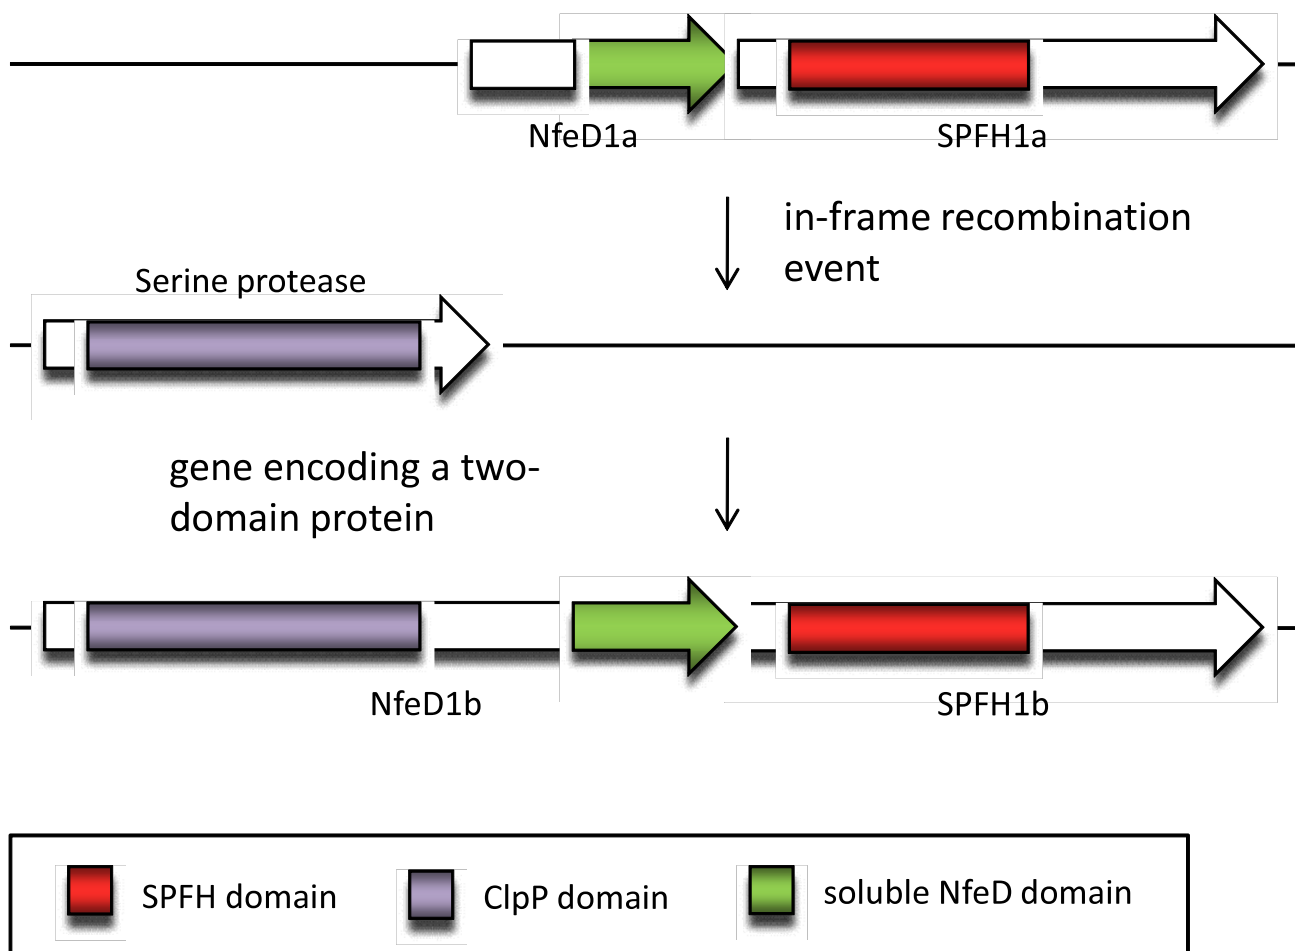 NfeD1a
SPFH1a
in-frame recombination
event
Serine protease
gene encoding a two-
domain protein
NfeD1b
SPFH1b
SPFH domain
ClpP domain
soluble NfeD domain